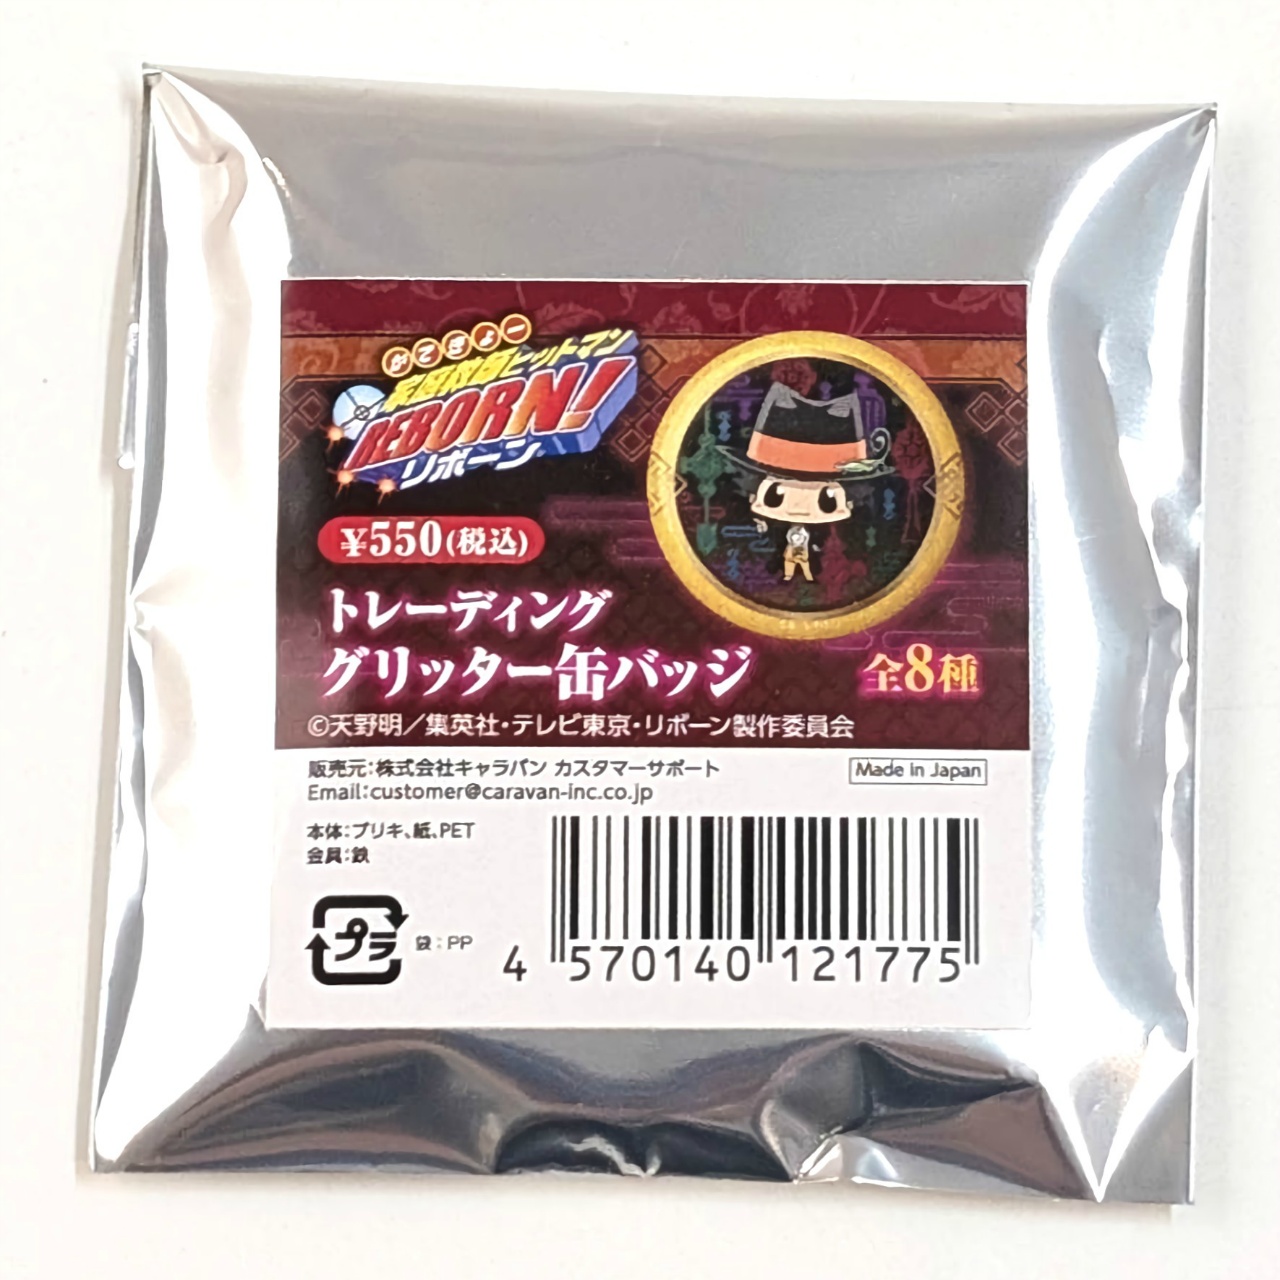 かてきょー
家庭教師ヒットマン
REBORN!
リボーン
¥550(税込)
トレーディング
グリッター缶バッジ
全8種
©天野明/集英社・テレビ東京・リボーン製作委員会
販売元:株式会社キャラバン カスタマーサポート
Made in Japan
Email:customer@caravan-inc.co.jp
本体:ブリキ、紙、PET
金具:鉄
プラ
袋:PP
4 570140 121775